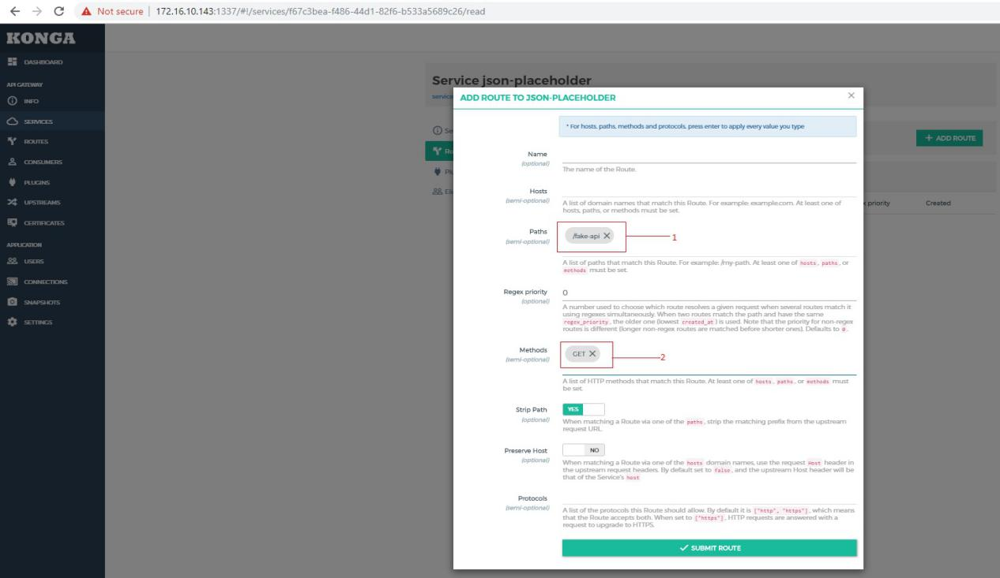 Not secure | 172.16.10.143:1337/#!/services/f67c3bea-f486-44d1-82f6-b533a5689c26/read
KONGA
DASHBOARD
API GATEWAY
INFO
SERVICES
ROUTES
CONSUMERS
PLUGINS
UPSTREAMS
CERTIFICATES
APPLICATION
USERS
CONNECTIONS
SNAPSHOTS
SETTINGS
Service json-placeholder
service
Se
Ro
Plu
Eli
+ ADD ROUTE
x priority Created
ADD ROUTE TO JSON-PLACEHOLDER
* For hosts, paths, methods and protocols, press enter to apply every value you type
Name
(optional)
The name of the Route.
Hosts
(semi-optional)
A list of domain names that match this Route. For example: example.com. At least one of
hosts, paths, or methods must be set.
Paths
(semi-optional)
/fake-api
1
A list of paths that match this Route. For example: /my-path. At least one of hosts, paths, or
methods must be set.
Regex priority
(optional)
0
A number used to choose which route resolves a given request when several routes match it
using regexes simultaneously. When two routes match the path and have the same
regex_priority, the older one (lowest created_at) is used. Note that the priority for non-regex
routes is different (longer non-regex routes are matched before shorter ones). Defaults to 0.
Methods
(semi-optional)
GET
2
A list of HTTP methods that match this Route. At least one of hosts, paths, or methods must
be set.
Strip Path
(optional)
YES
When matching a Route via one of the paths, strip the matching prefix from the upstream
request URL.
Preserve Host
(optional)
NO
When matching a Route via one of the hosts domain names, use the request Host header in
the upstream request headers. By default set to false, and the upstream Host header will be
that of the Service's host
Protocols
(semi-optional)
A list of the protocols this Route should allow. By default it is ["http", "https"], which means
that the Route accepts both. When set to ["https"], HTTP requests are answered with a
request to upgrade to HTTPS.
SUBMIT ROUTE